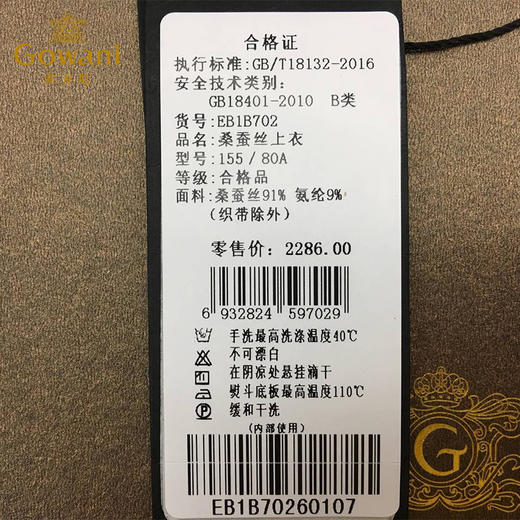 Gowani
合格证
执行标准:GB/T18132-2016
安全技术类别:
GB18401-2010 B类
货号:EB1B702
品名:桑蚕丝上衣
型号:155/80A
等级:合格品
面料:桑蚕丝91% 氨纶9%
(织带除外)
零售价: 2286.00
6 932824 597029
手洗最高洗涤温度40℃
不可漂白
在阴凉处悬挂滴干
熨斗底板最高温度110℃
缓和干洗
(内部使用)
EB1B70260107
G